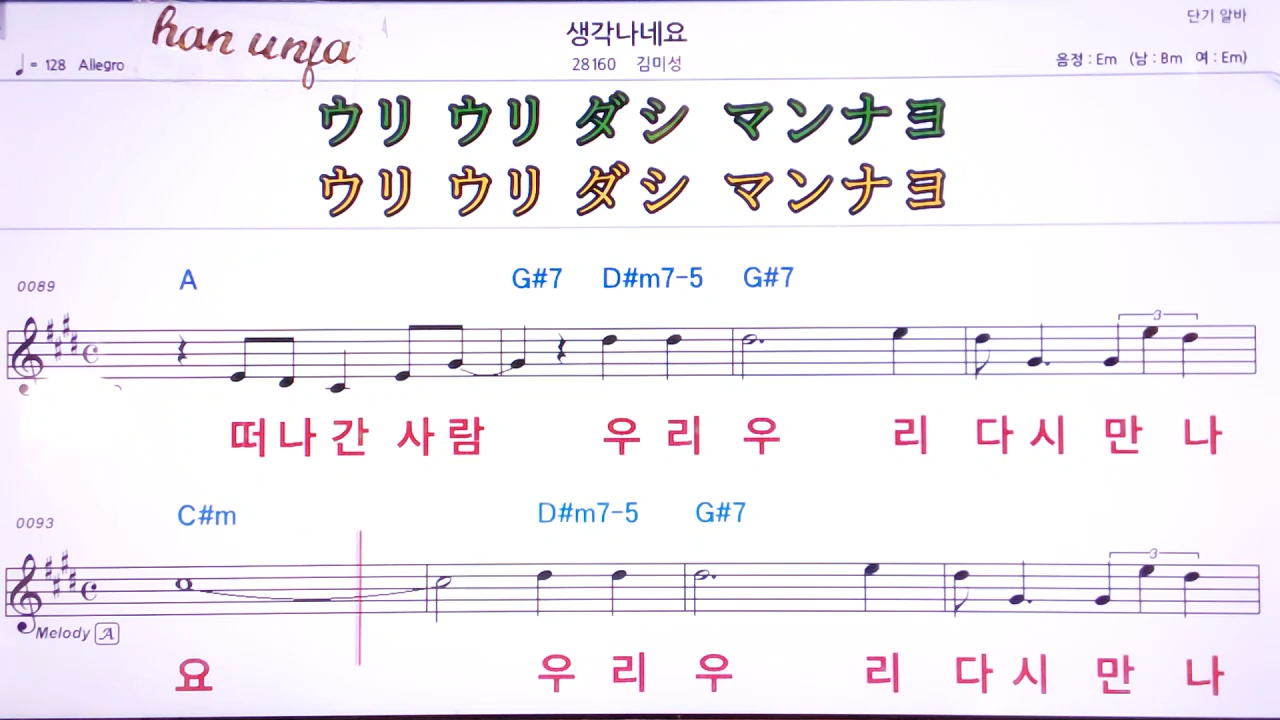 han unja
생각나네요
단기 알바
♩= 128 Allegro
28160 김미성
음정 : Em (남 : Bm 여 : Em)
ウリ ウリ ダシ マンナヨ
ウリ ウリ ダシ マンナヨ
0089 A G#7 D#m7-5 G#7
3
떠나간 사람 우리우 리 다시 만 나
0093 C#m D#m7-5 G#7
3
Melody A
요 우리우 리 다시 만 나